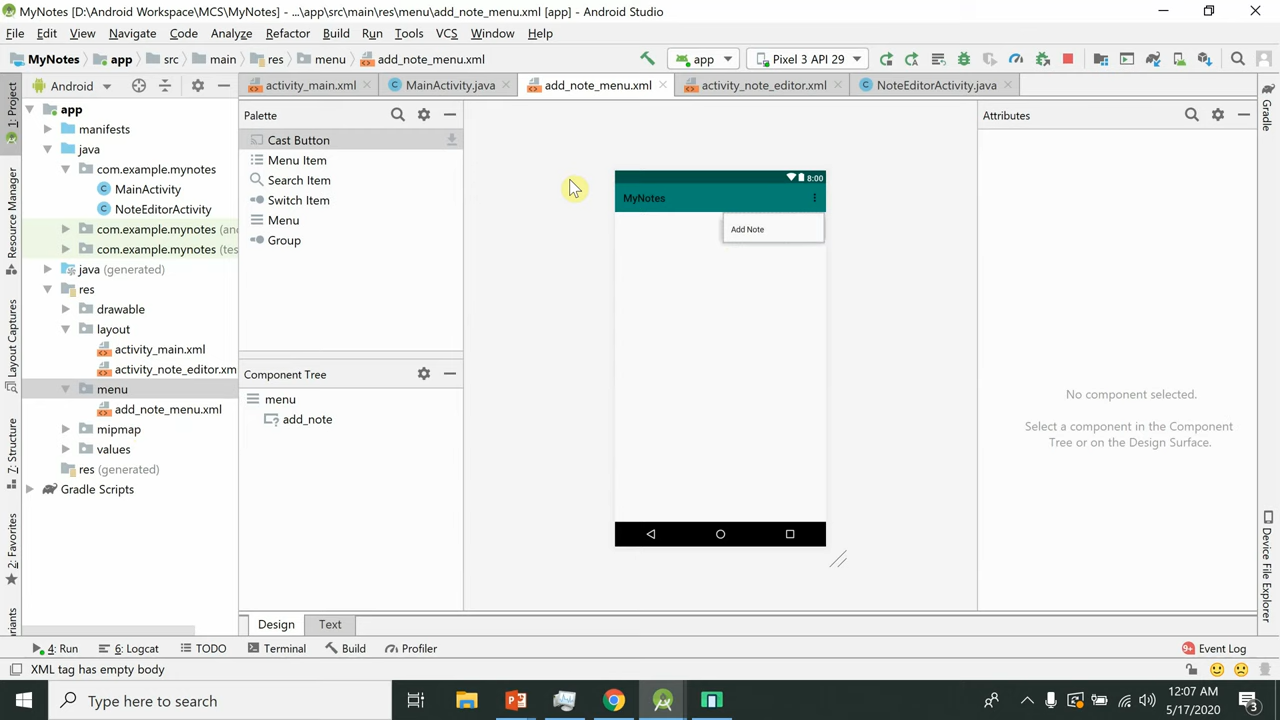 MyNotes [D:\Android Workspace\MCS\MyNotes] - ...\app\src\main\res\menu\add_note_menu.xml [app] - Android Studio
File Edit View Navigate Code Analyze Refactor Build Run Tools VCS Window Help
MyNotes app src main res menu add_note_menu.xml app Pixel 3 API 29
1: Project
Resource Manager
Layout Captures
7: Structure
2: Favorites
Android
activity_main.xml MainActivity.java add_note_menu.xml activity_note_editor.xml NoteEditorActivity.java
app
manifests
java
com.example.mynotes
MainActivity
NoteEditorActivity
com.example.mynotes (an
com.example.mynotes (tes
java (generated)
res
drawable
layout
activity_main.xml
activity_note_editor.xm
menu
add_note_menu.xml
mipmap
values
res (generated)
Gradle Scripts
Palette
Cast Button
Menu Item
Search Item
Switch Item
Menu
Group
Component Tree
menu
add_note
8:00
MyNotes
Add Note
Attributes
No component selected.
Select a component in the Component
Tree or on the Design Surface.
Gradle
Device File Explorer
Design Text
4: Run 6: Logcat TODO Terminal Build Profiler 9+ Event Log
XML tag has empty body
Type here to search
12:07 AM
5/17/2020
3